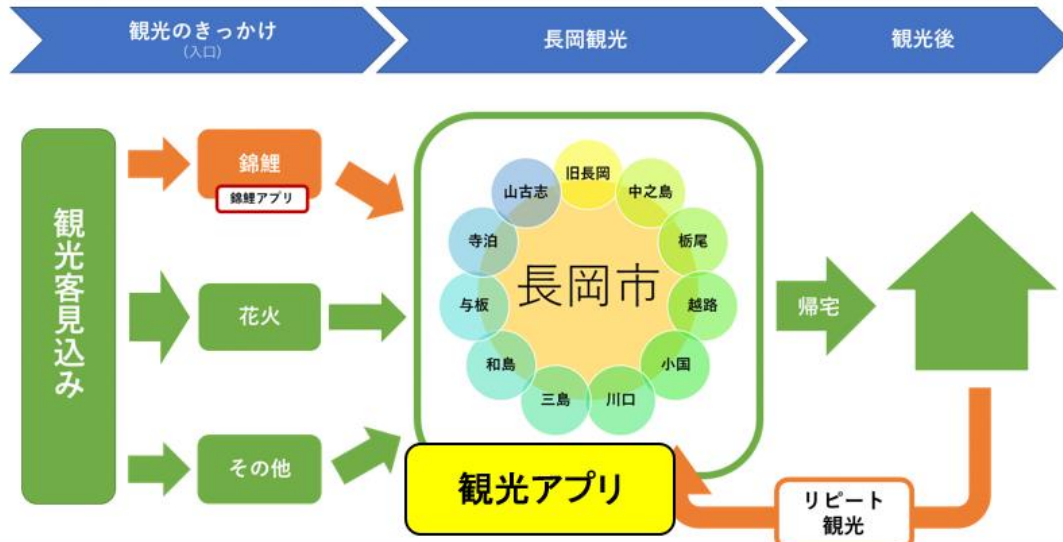 観光のきっかけ
(入口)
長岡観光
観光後
観光客見込み
錦鯉
錦鯉アプリ
花火
その他
旧長岡
中之島
栃尾
越路
小国
川口
三島
和島
与板
寺泊
山古志
長岡市
観光アプリ
帰宅
リピート
観光